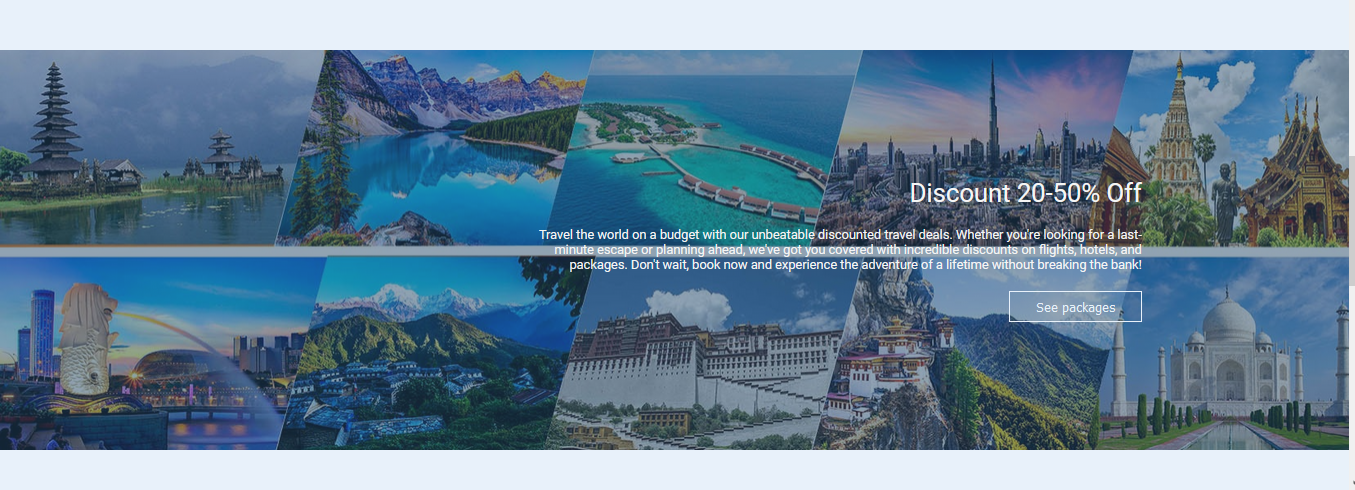 Discount 20-50% Off
Travel the world on a budget with our unbeatable discounted travel deals. Whether you're looking for a last-
minute escape or planning ahead, we've got you covered with incredible discounts on flights, hotels, and
packages. Don't wait, book now and experience the adventure of a lifetime without breaking the bank!
See packages